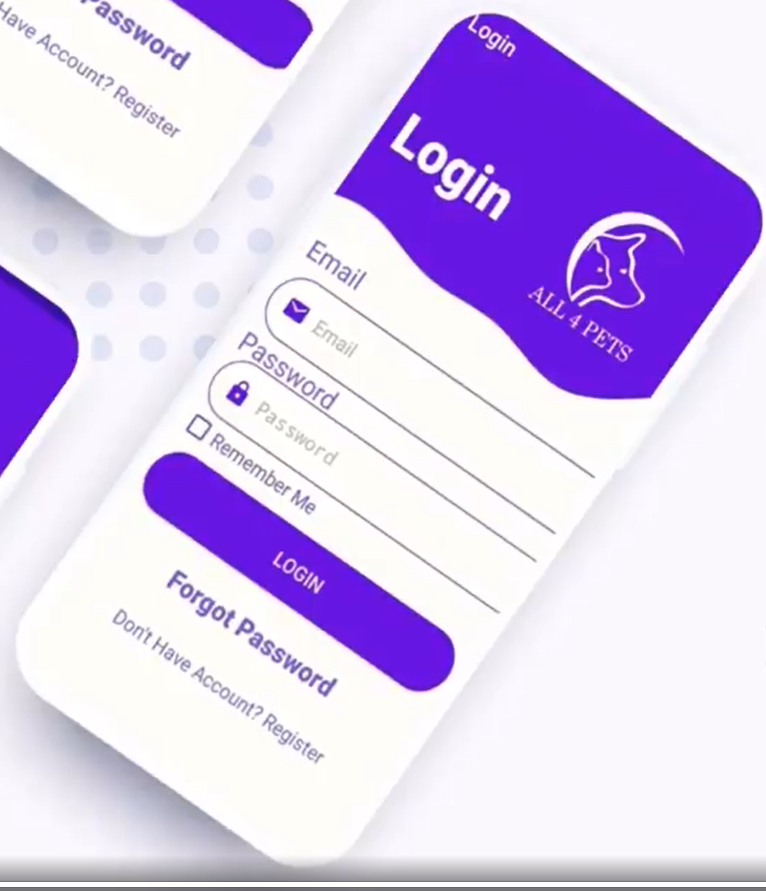 Password
Have Account? Register
Login
Login
ALL 4 PETS
Email
Email
Password
Password
Remember Me
LOGIN
Forgot Password
Don't Have Account? Register